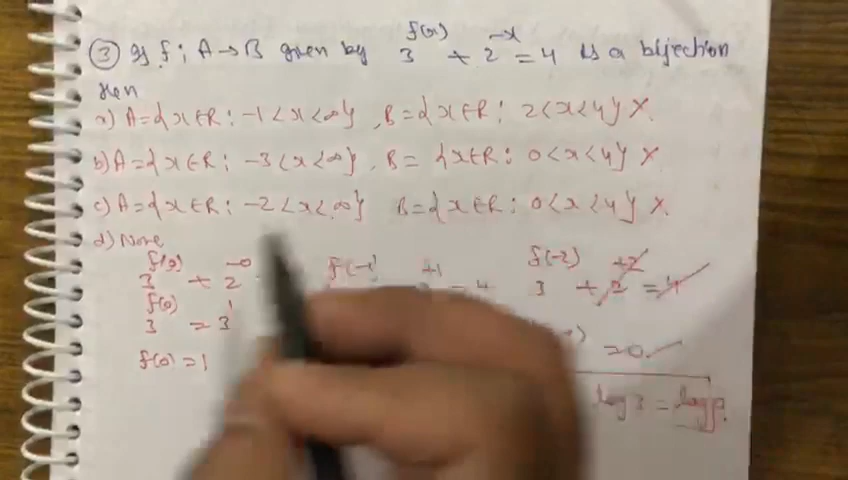 ③ If f: A→B given by 3^f(x) + 2^-x = 4 is a bijection
then
a) A = {x∈R : -1 < x < ∞}, B = {x∈R : 2 < x < 4} ×
b) A = {x∈R : -3 < x < ∞}, B = {x∈R : 0 < x < 4} ×
c) A = {x∈R : -2 < x < ∞} B = {x∈R : 0 < x < 4} ×
d) None
3^f(0) + 2^-0
3^f(0) = 3^1
f(0) = 1
f(-1) +1 = 4
3^f(-2) + 2^+2 = 4
= 0
log 3 =